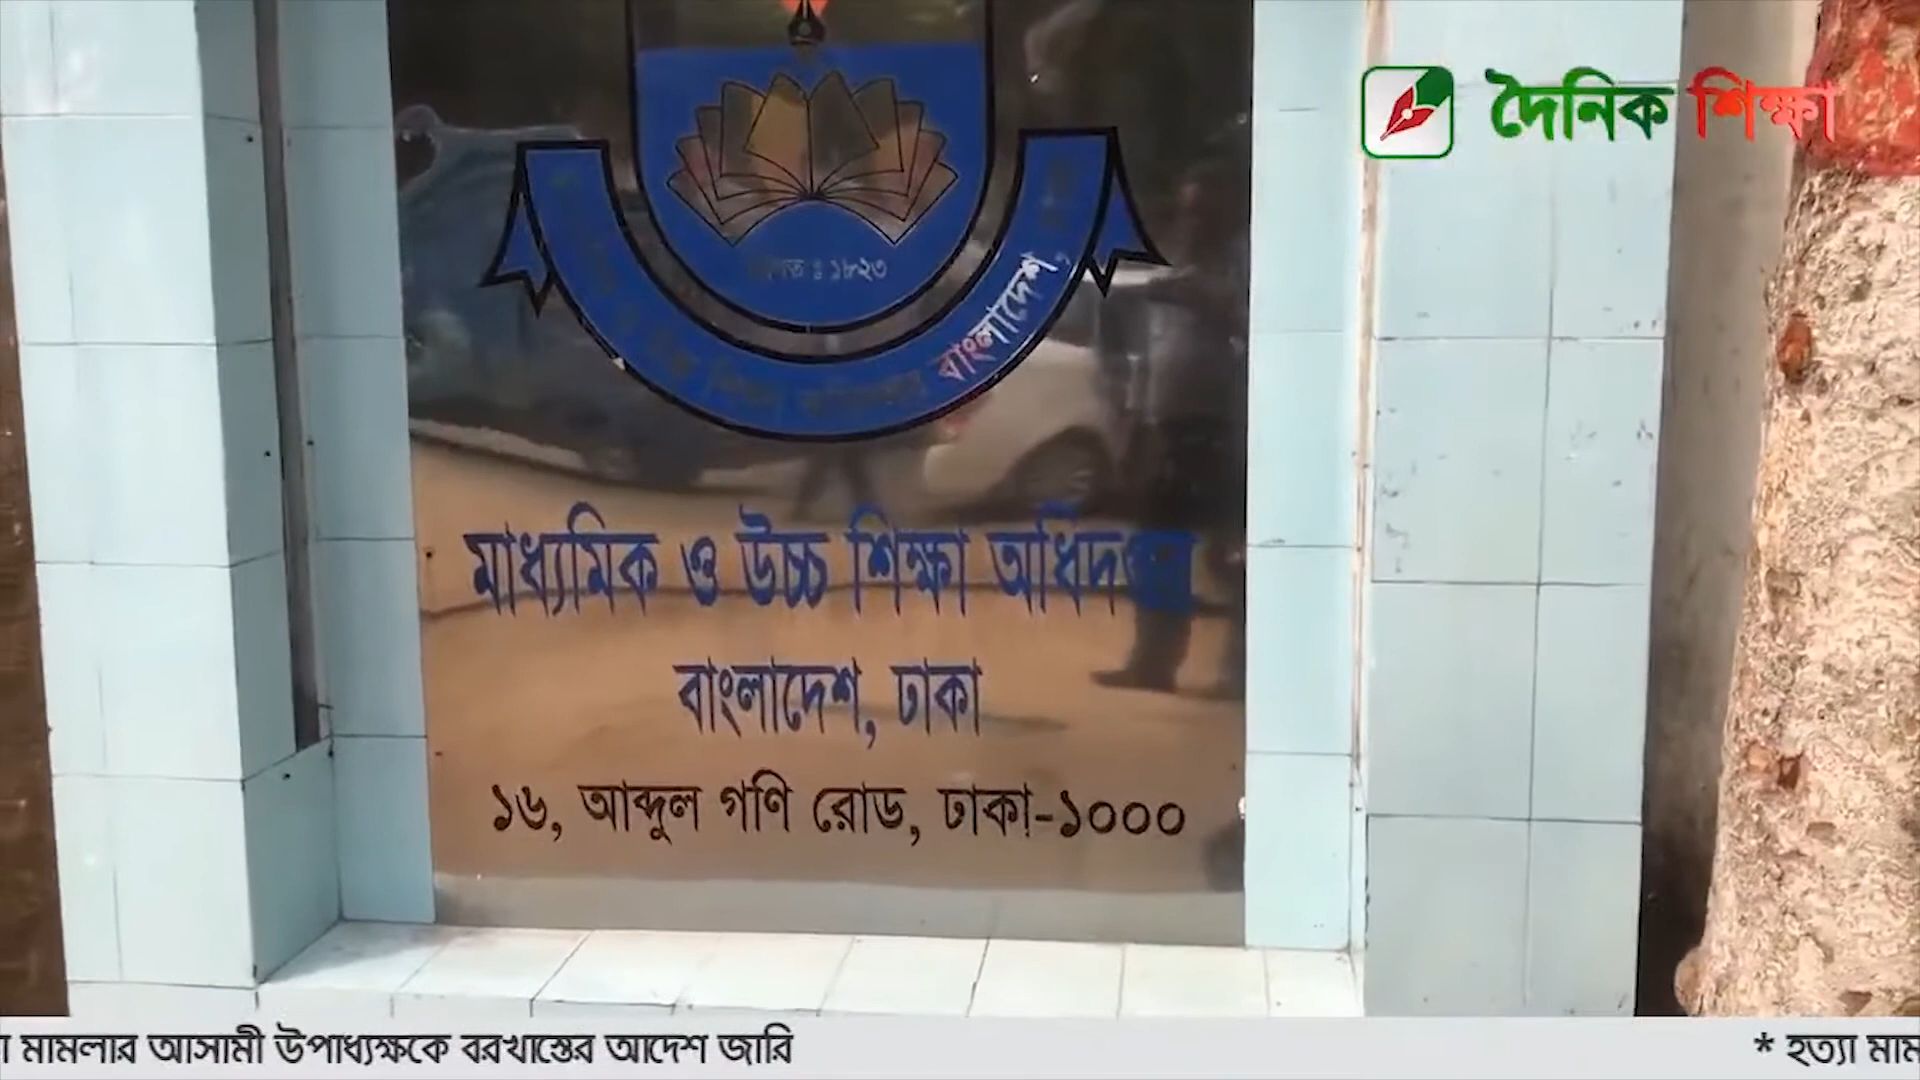 দৈনিক শিক্ষা
১৮২৩
বাংলাদেশ
মাধ্যমিক ও উচ্চ শিক্ষা অধিদপ্তর
বাংলাদেশ, ঢাকা
১৬, আব্দুল গণি রোড, ঢাকা-১০০০
মামলার আসামী উপাধ্যক্ষকে বরখাস্তের আদেশ জারি
* হত্যা